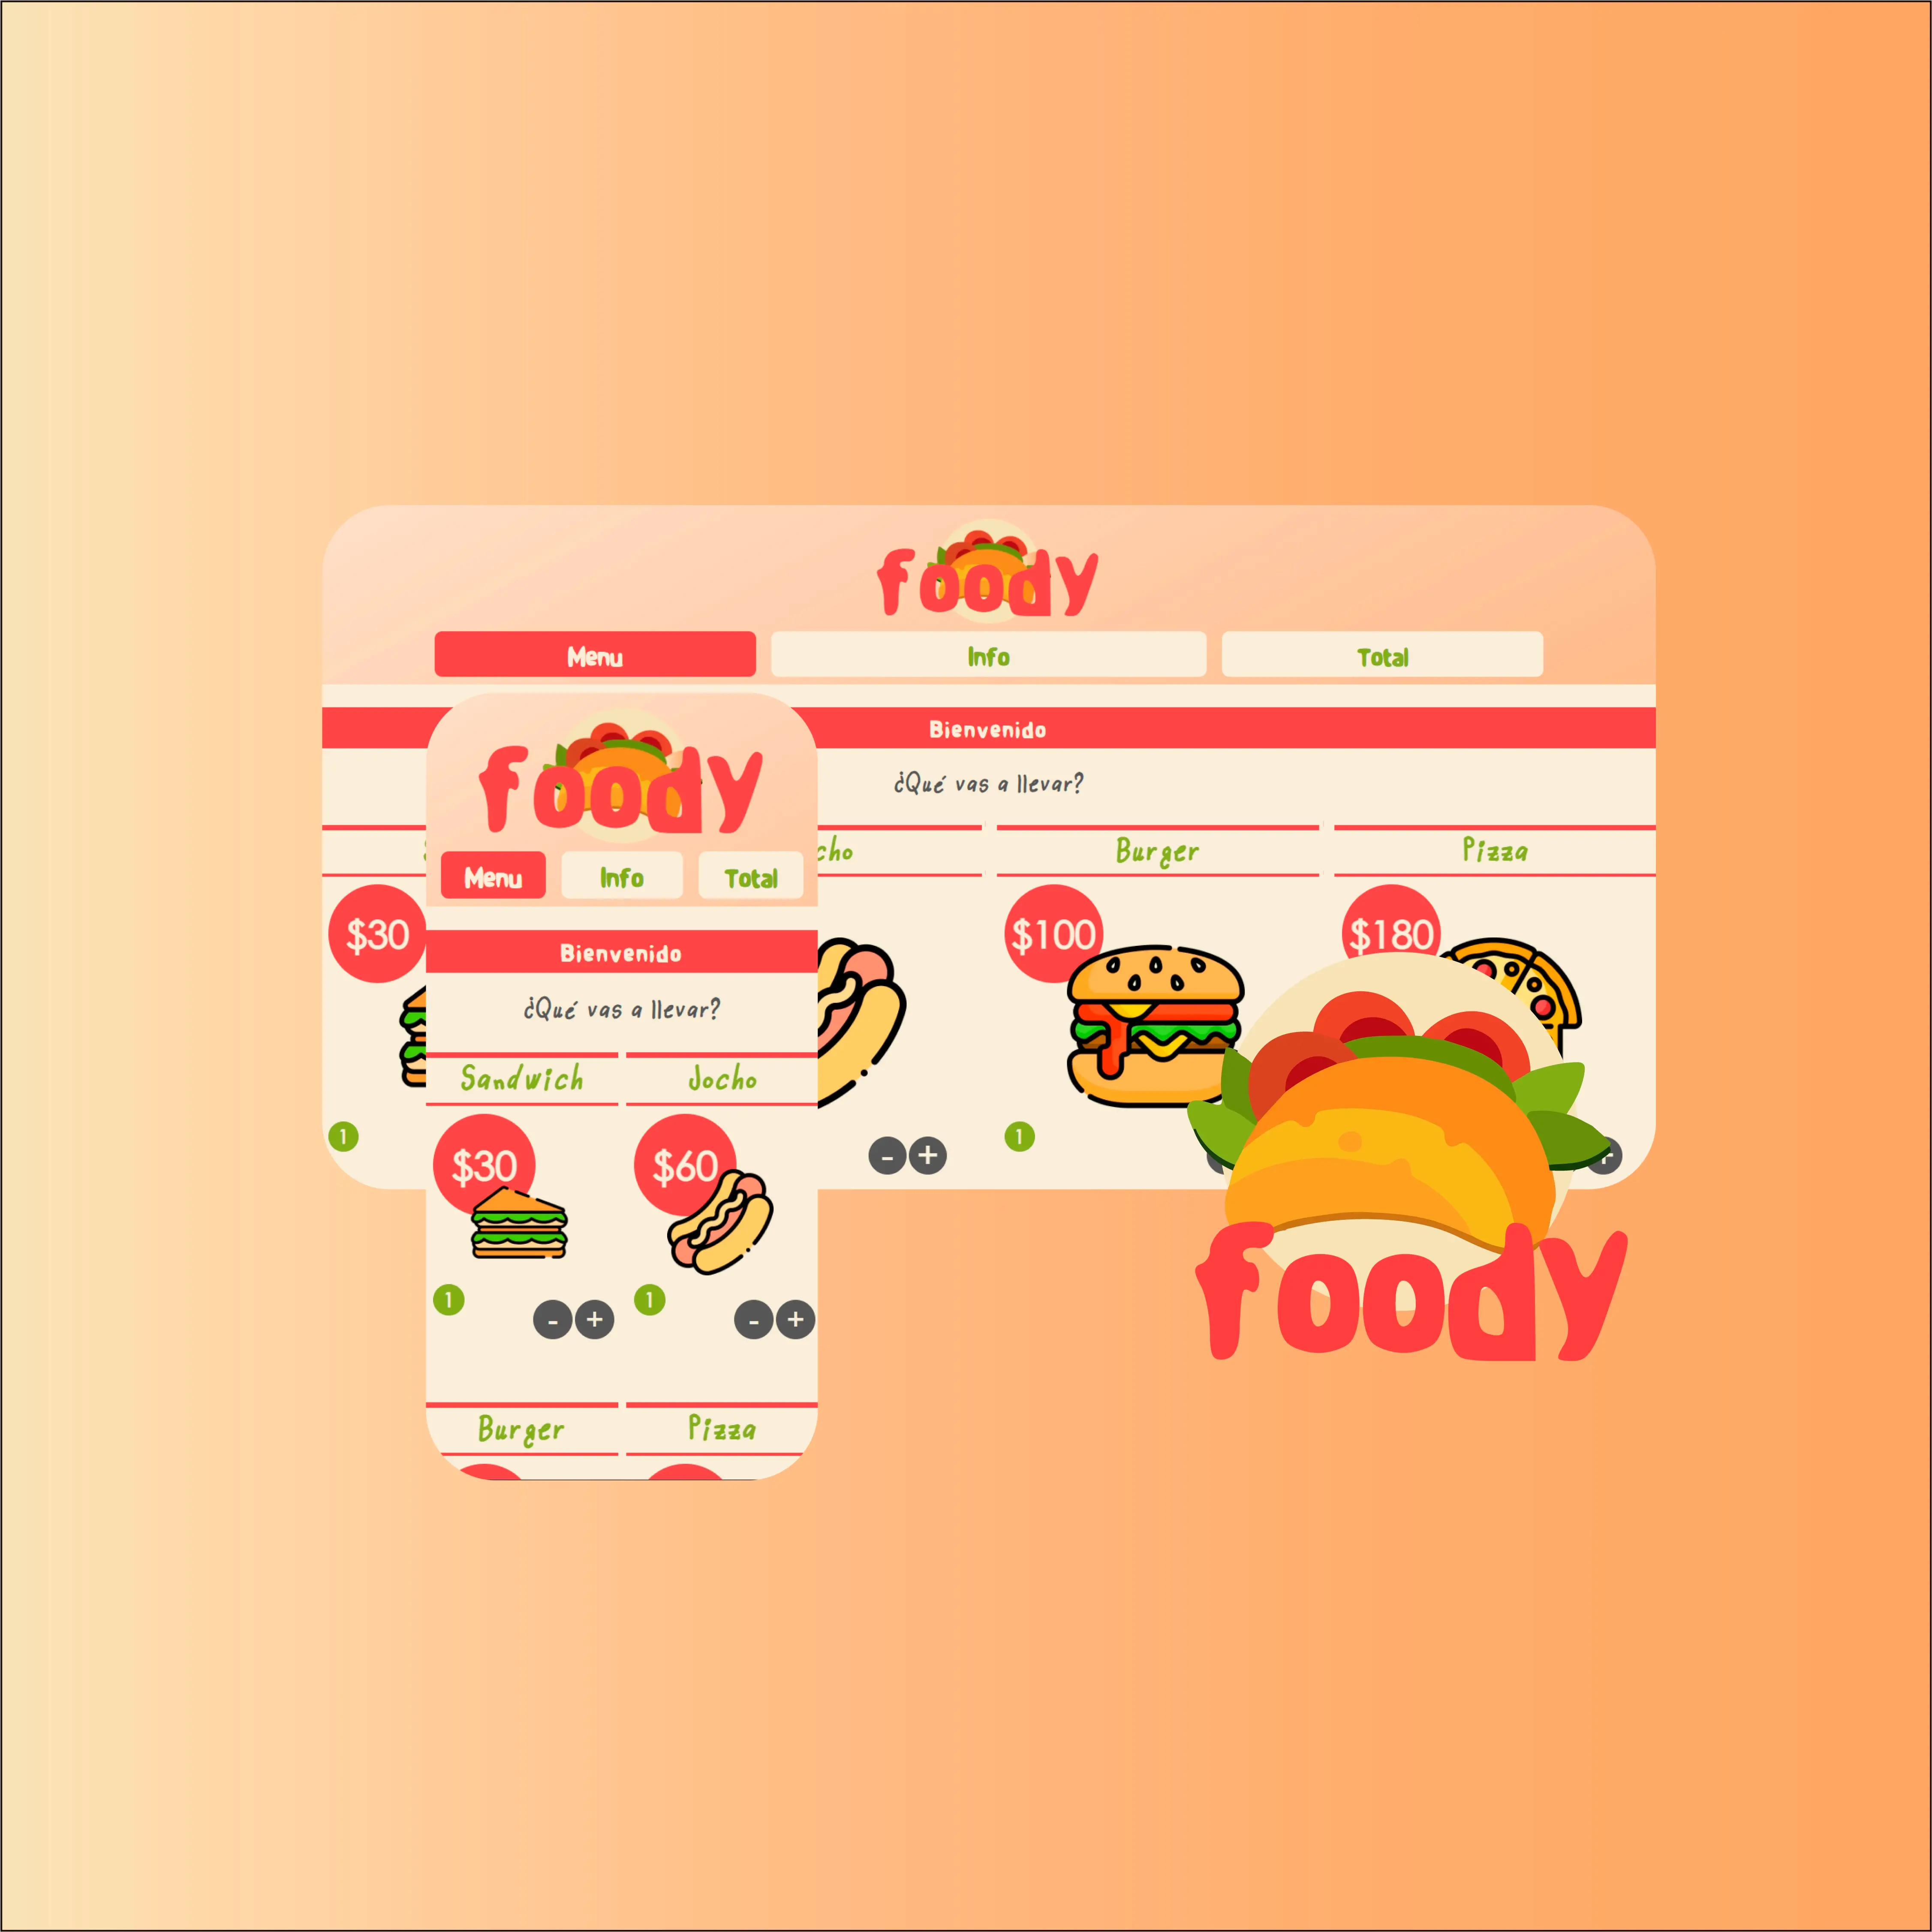 foody
Menu
Info
Total
Bienvenido
¿Qué vas a llevar?
cho
Burger
Pizza
$30
$100
$180
1
- +
1
foody
Menu
Info
Total
Bienvenido
¿Qué vas a llevar?
Sandwich
Jocho
$30
$60
1
- +
1
- +
Burger
Pizza
foody